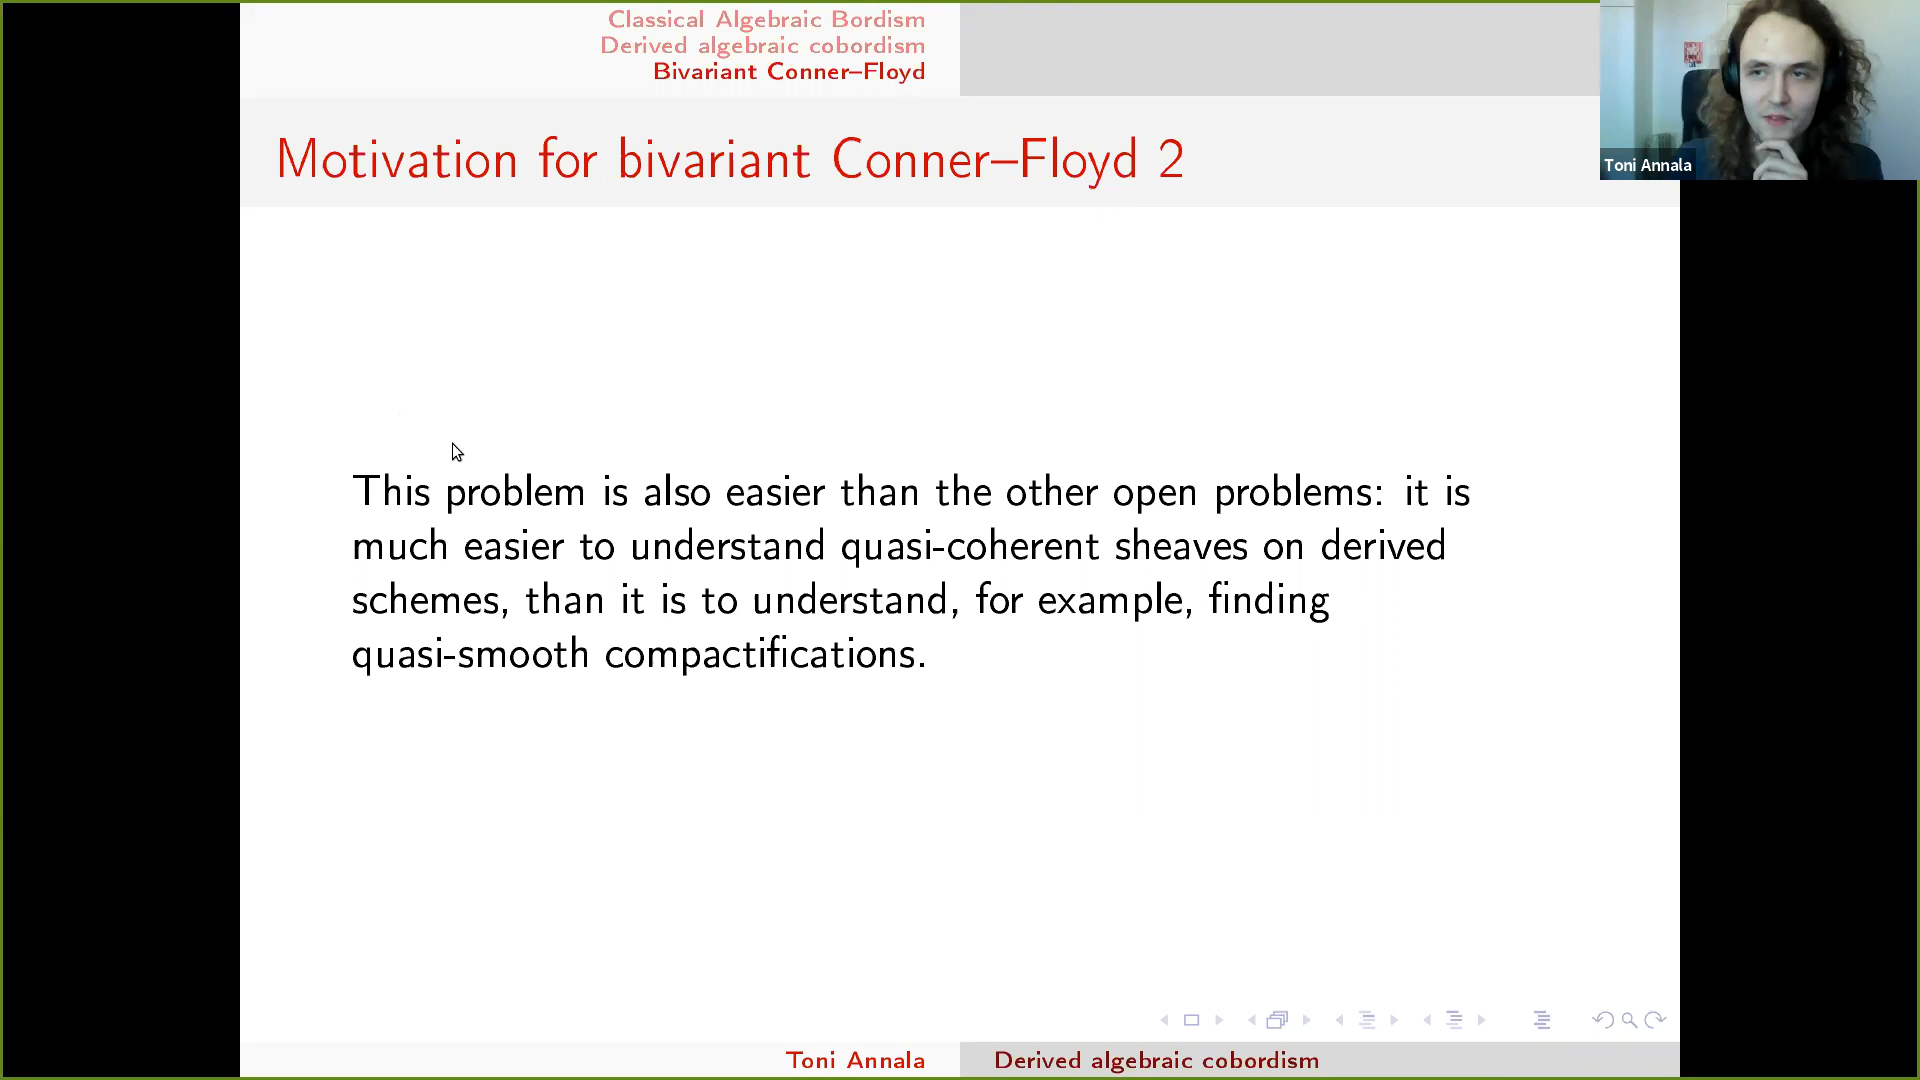 Classical Algebraic Bordism
Derived algebraic cobordism
Bivariant Conner–Floyd
Motivation for bivariant Conner–Floyd 2
Toni Annala
This problem is also easier than the other open problems: it is
much easier to understand quasi-coherent sheaves on derived
schemes, than it is to understand, for example, finding
quasi-smooth compactifications.
Toni Annala
Derived algebraic cobordism